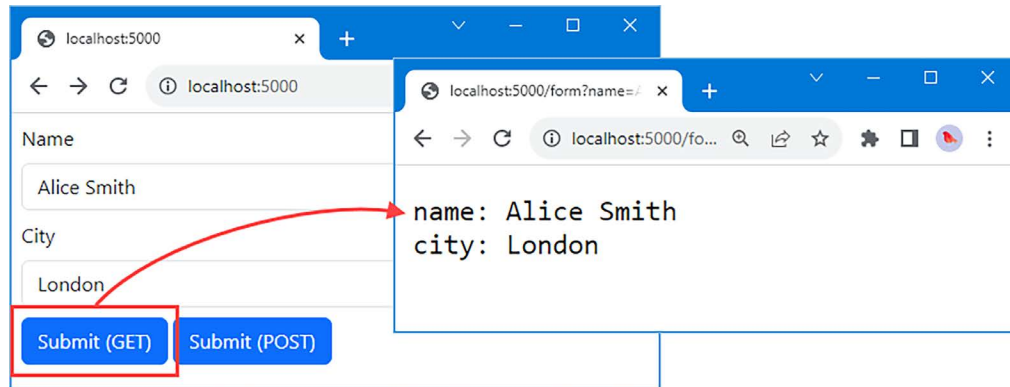 localhost:5000
localhost:5000
Name
Alice Smith
City
London
Submit (GET)
Submit (POST)
localhost:5000/form?name=
localhost:5000/fo...
name: Alice Smith
city: London